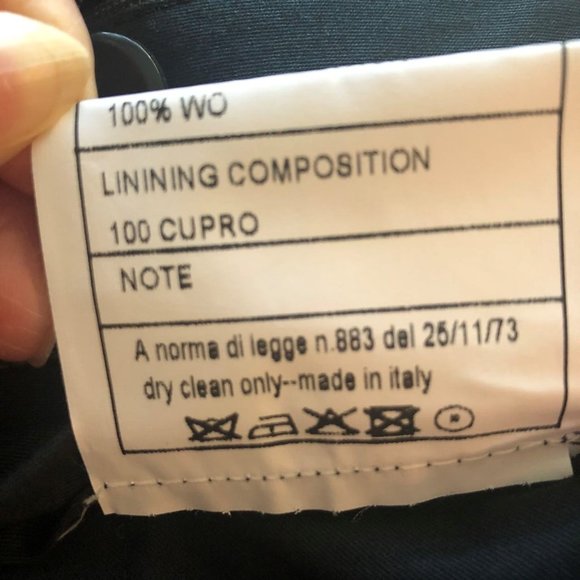 100% WO
LINING COMPOSITION
100 CUPRO
NOTE
A norma di legge n.883 del 25/11/73
dry clean only--made in italy